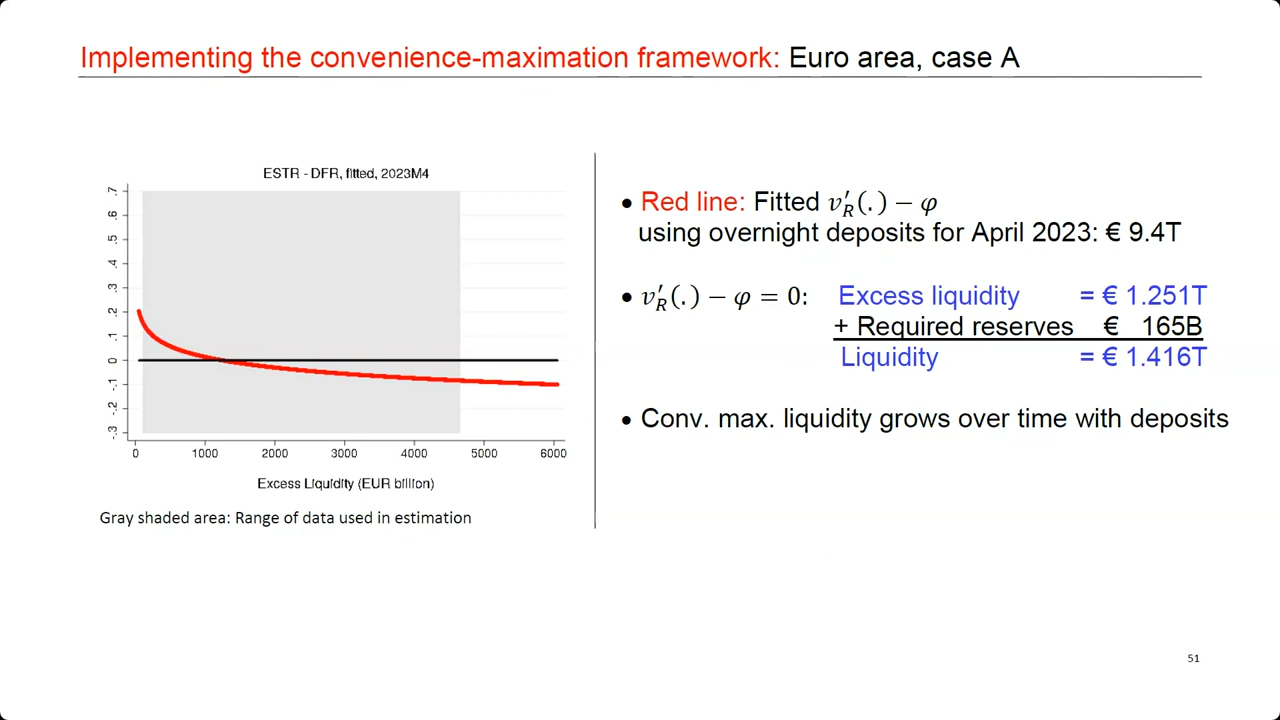 Implementing the convenience-maximation framework: Euro area, case A
ESTR - DFR, fitted, 2023M4
.7
.6
.5
.4
.3
.2
.1
0
-.1
-.2
-.3
0 1000 2000 3000 4000 5000 6000
Excess Liquidity (EUR billion)
Gray shaded area: Range of data used in estimation
• Red line: Fitted v′_R(.) − φ
using overnight deposits for April 2023: € 9.4T
• v′_R(.) − φ = 0: Excess liquidity = € 1.251T
+ Required reserves € 165B
Liquidity = € 1.416T
• Conv. max. liquidity grows over time with deposits
51